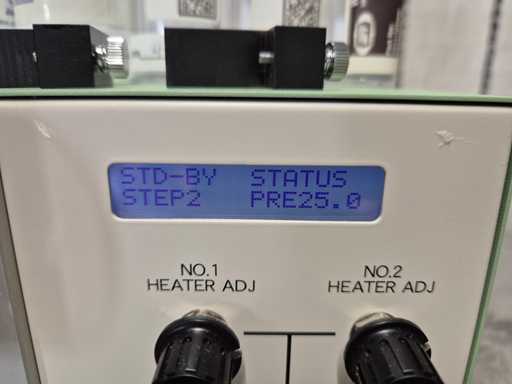 STD-BY STATUS
STEP2 PRE25.0
NO.1
HEATER ADJ
NO.2
HEATER ADJ